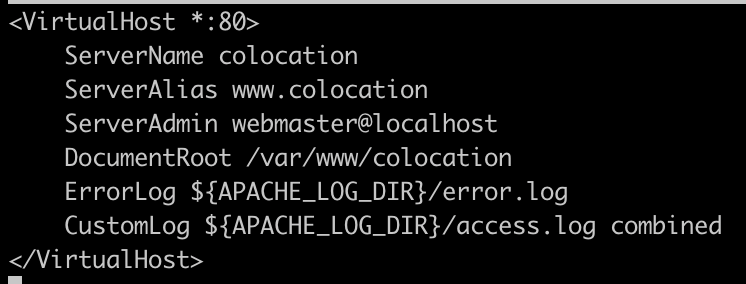 <VirtualHost *:80>
    ServerName colocation
    ServerAlias www.colocation
    ServerAdmin webmaster@localhost
    DocumentRoot /var/www/colocation
    ErrorLog ${APACHE_LOG_DIR}/error.log
    CustomLog ${APACHE_LOG_DIR}/access.log combined
</VirtualHost>